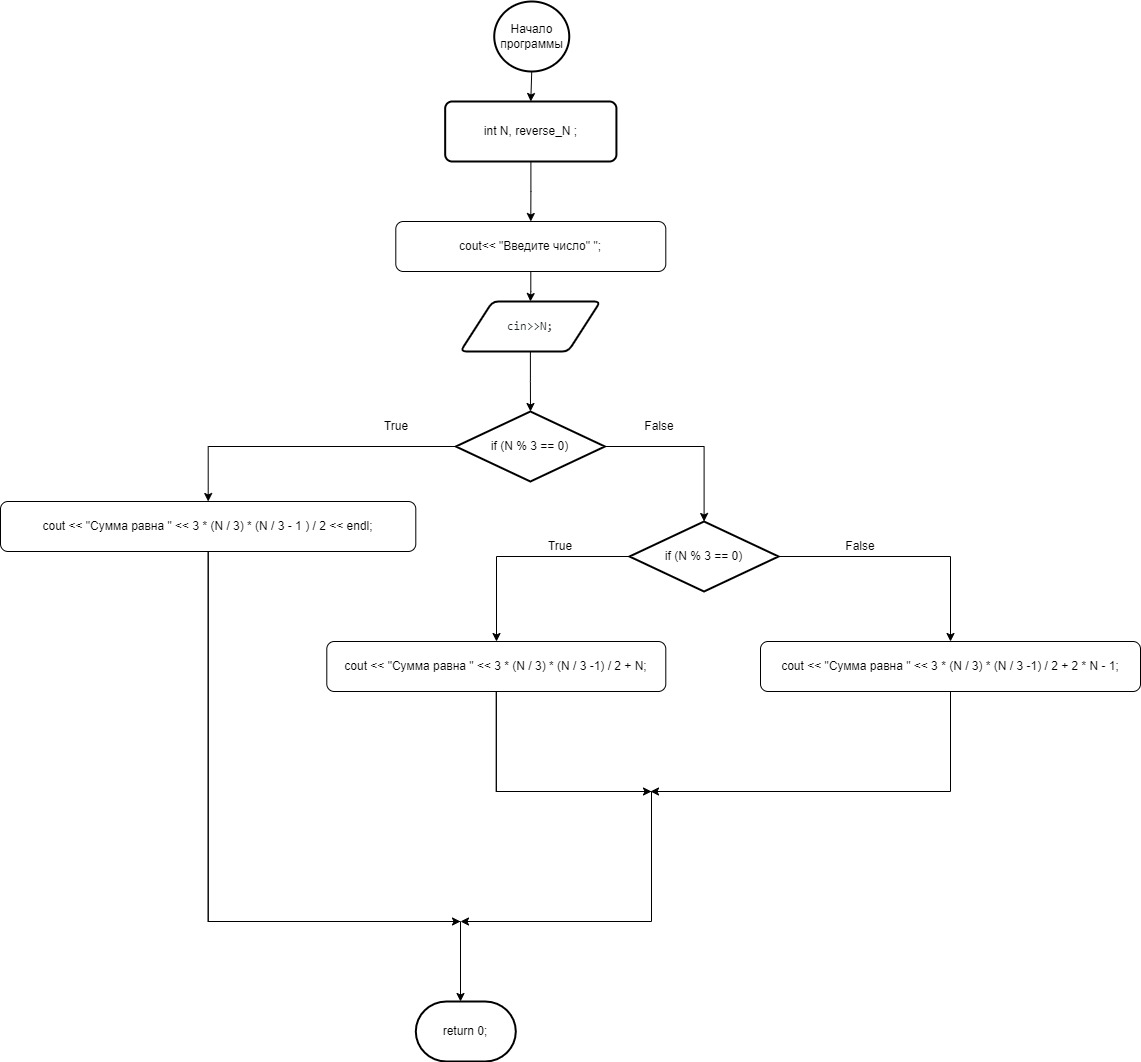 Начало
программы
int N, reverse_N ;
cout<< "Введите число" ";
cin>>N;
True
False
if (N % 3 == 0)
cout << "Сумма равна " << 3 * (N / 3) * (N / 3 - 1 ) / 2 << endl;
True
False
if (N % 3 == 0)
cout << "Сумма равна " << 3 * (N / 3) * (N / 3 -1) / 2 + N;
cout << "Сумма равна " << 3 * (N / 3) * (N / 3 -1) / 2 + 2 * N - 1;
return 0;